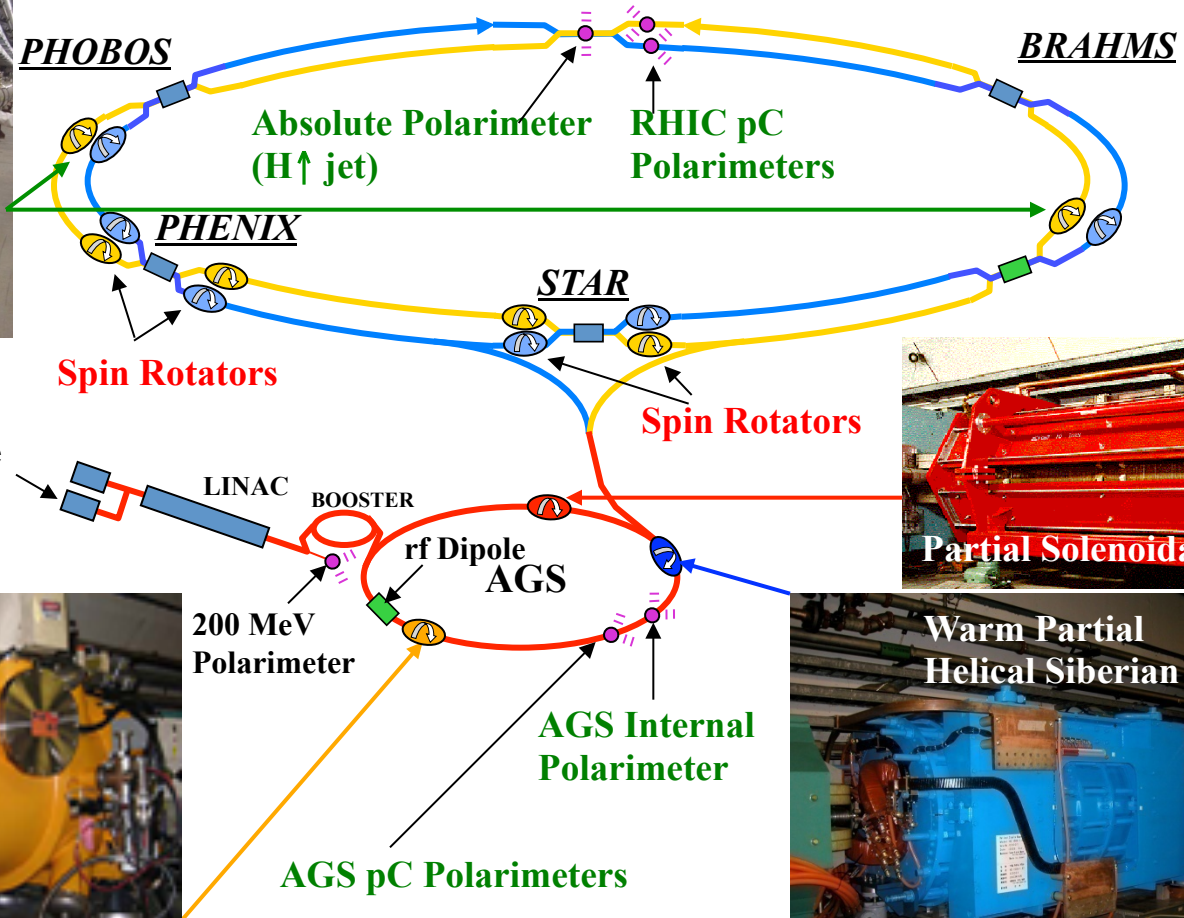 PHOBOS
BRAHMS
Absolute Polarimeter
(H↑ jet)
RHIC pC
Polarimeters
PHENIX
STAR
Spin Rotators
Spin Rotators
LINAC
BOOSTER
rf Dipole
AGS
Partial Solenoida
200 MeV
Polarimeter
Warm Partial
Helical Siberian
AGS Internal
Polarimeter
AGS pC Polarimeters